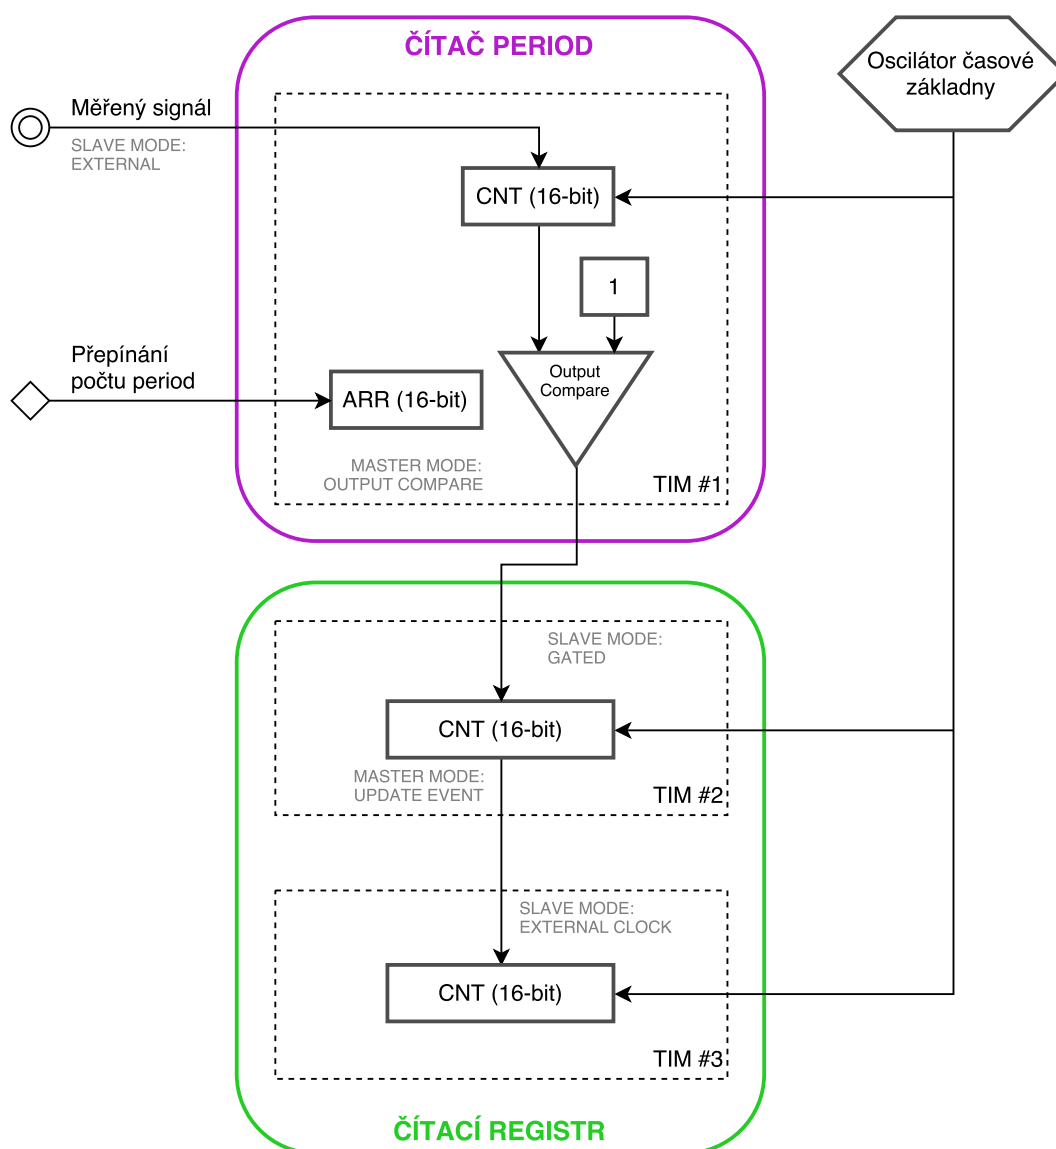 ČÍTAČ PERIOD
Oscilátor časové
základny
Měřený signál
SLAVE MODE:
EXTERNAL
CNT (16-bit)
1
Přepínání
počtu period
Output
Compare
ARR (16-bit)
MASTER MODE:
OUTPUT COMPARE
TIM #1
SLAVE MODE:
GATED
CNT (16-bit)
MASTER MODE:
UPDATE EVENT
TIM #2
SLAVE MODE:
EXTERNAL CLOCK
CNT (16-bit)
TIM #3
ČÍTACÍ REGISTR